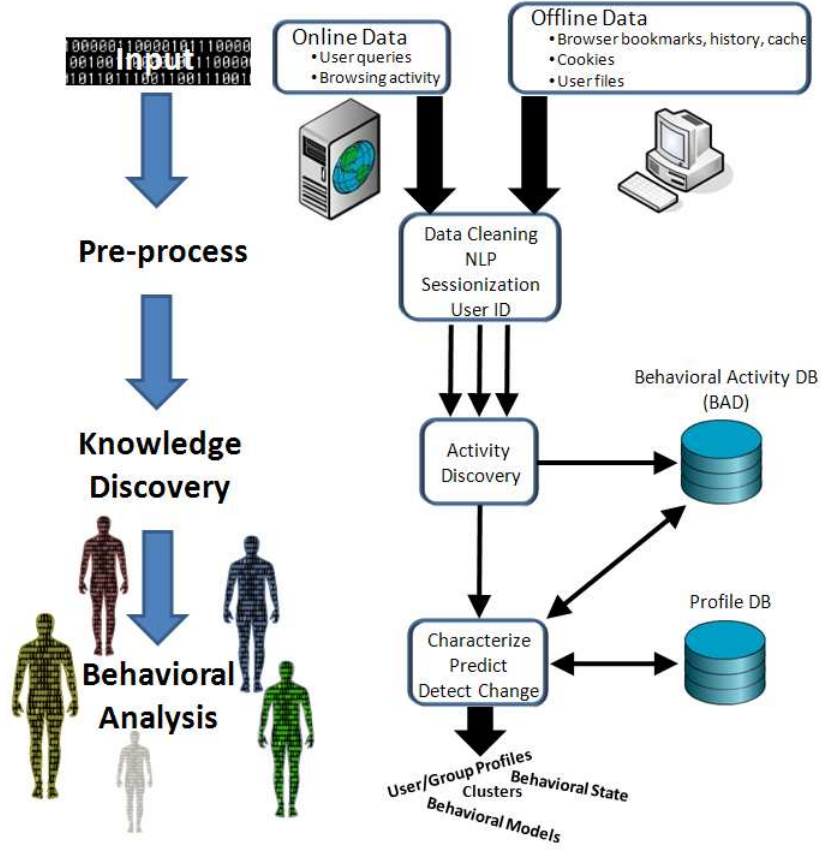 Input
Online Data
• User queries
• Browsing activity
Offline Data
• Browser bookmarks, history, cache
• Cookies
• User files
Pre-process
Data Cleaning
NLP
Sessionization
User ID
Knowledge
Discovery
Activity
Discovery
Behavioral Activity DB
(BAD)
Behavioral
Analysis
Characterize
Predict
Detect Change
Profile DB
User/Group Profiles
Behavioral State
Clusters
Behavioral Models